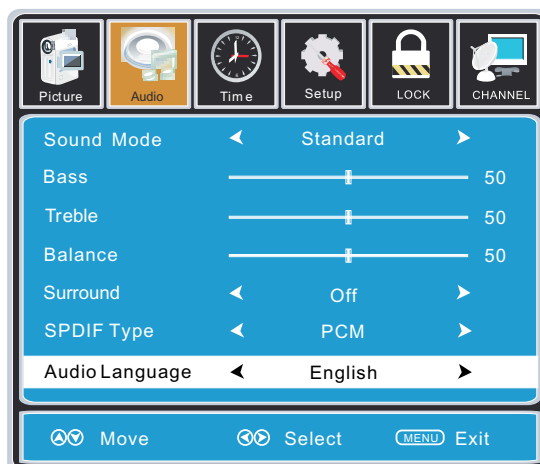 Picture Audio Time Setup LOCK CHANNEL
Sound Mode Standard
Bass 50
Treble 50
Balance 50
Surround Off
SPDIF Type PCM
Audio Language English
Move Select MENU Exit